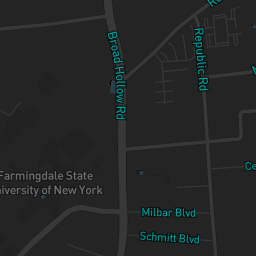 Broad Hollow Rd
Republic Rd
Farmingdale State
University of New York
Milbar Blvd
Schmitt Blvd